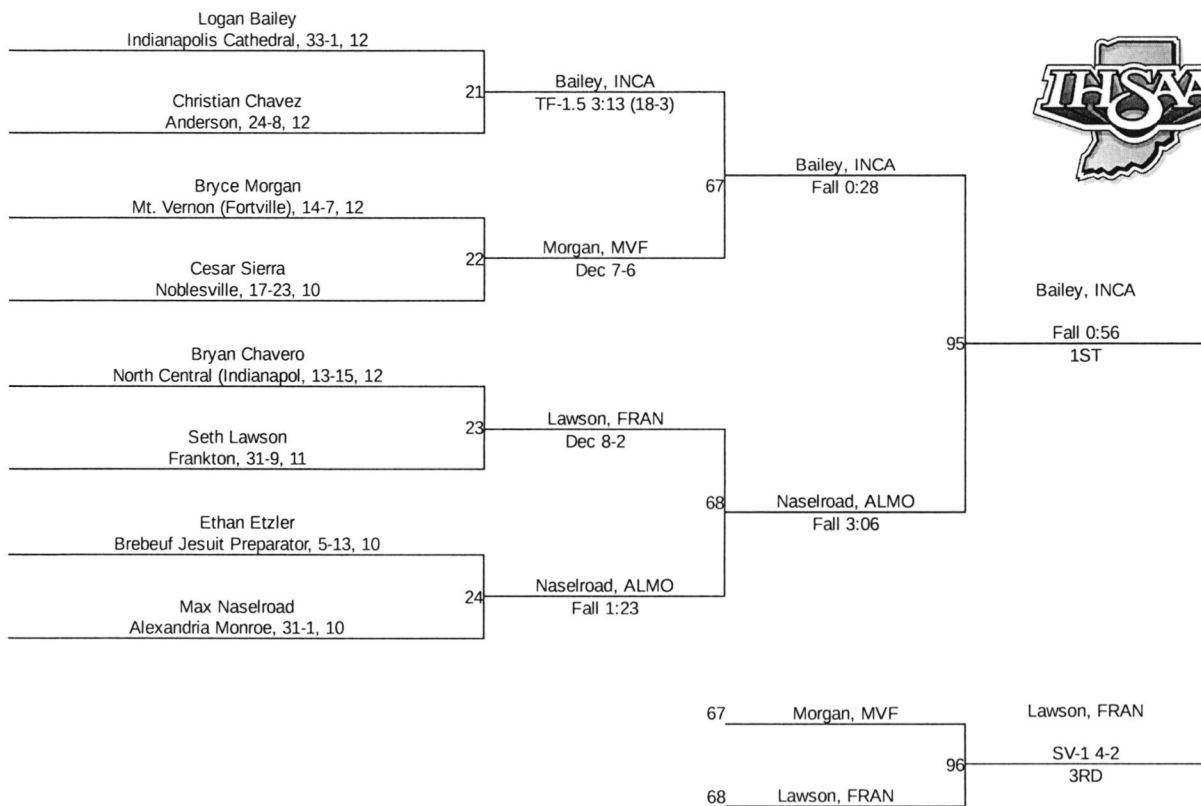 Logan Bailey
Indianapolis Cathedral, 33-1, 12
21
Bailey, INCA
TF-1.5 3:13 (18-3)
Christian Chavez
Anderson, 24-8, 12
IHSAA
67
Bailey, INCA
Fall 0:28
Bryce Morgan
Mt. Vernon (Fortville), 14-7, 12
22
Morgan, MVF
Dec 7-6
Cesar Sierra
Noblesville, 17-23, 10
Bailey, INCA
95
Fall 0:56
1ST
Bryan Chavero
North Central (Indianapol, 13-15, 12
23
Lawson, FRAN
Dec 8-2
Seth Lawson
Frankton, 31-9, 11
68
Naselroad, ALMO
Fall 3:06
Ethan Etzler
Brebeuf Jesuit Preparator, 5-13, 10
24
Naselroad, ALMO
Fall 1:23
Max Naselroad
Alexandria Monroe, 31-1, 10
67
Morgan, MVF
Lawson, FRAN
96
SV-1 4-2
3RD
68
Lawson, FRAN